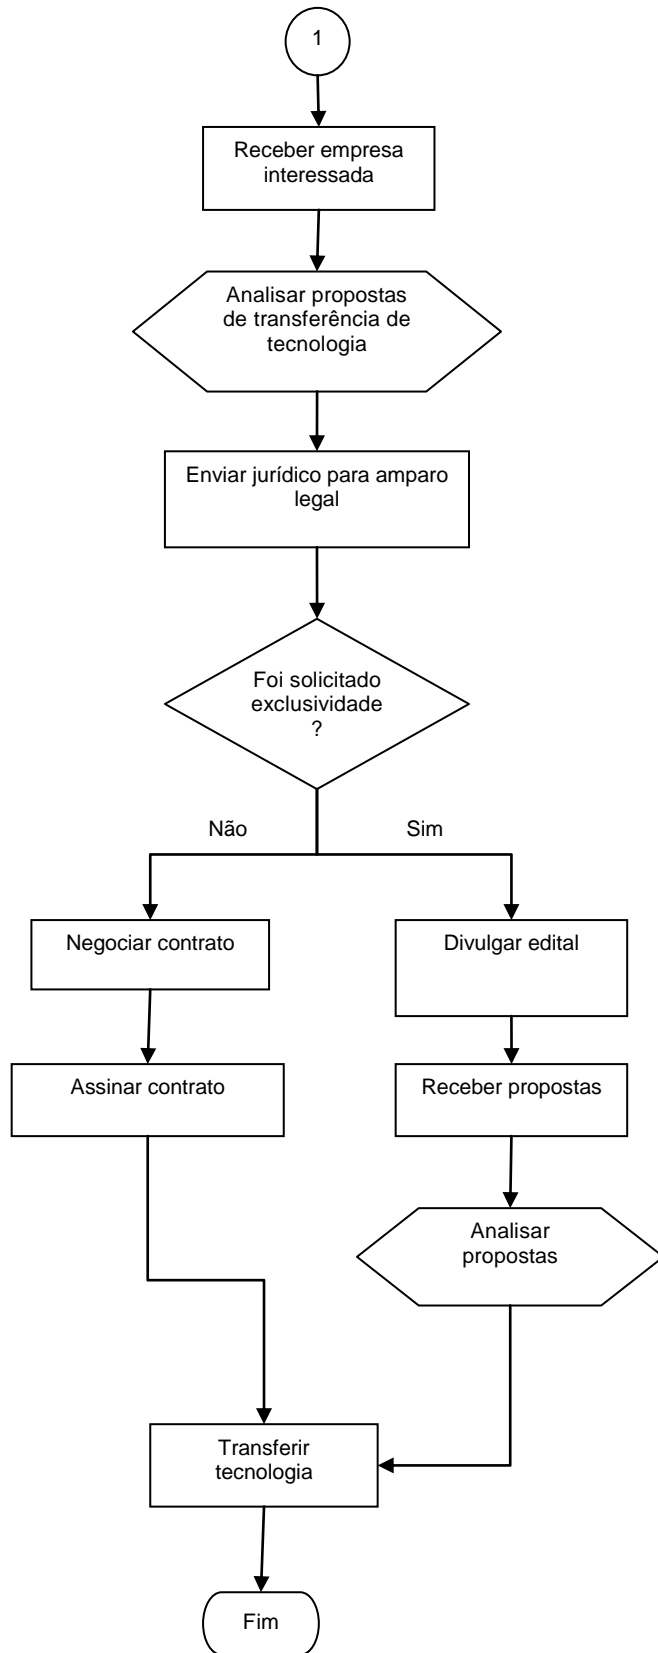 1
Receber empresa
interessada
Analisar propostas
de transferência de
tecnologia
Enviar jurídico para amparo
legal
Foi solicitado
exclusividade
?
Não
Sim
Negociar contrato
Divulgar edital
Assinar contrato
Receber propostas
Analisar
propostas
Transferir
tecnologia
Fim